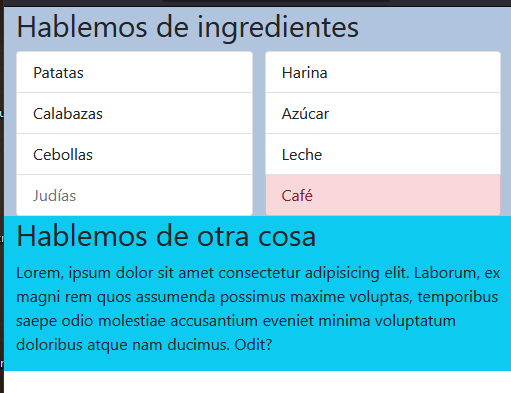 Hablemos de ingredientes
Patatas
Calabazas
Cebollas
Judías
Harina
Azúcar
Leche
Café
Hablemos de otra cosa
Lorem, ipsum dolor sit amet consectetur adipisicing elit. Laborum, ex
magni rem quos assumenda possimus maxime voluptas, temporibus
saepe odio molestiae accusantium eveniet minima voluptatum
doloribus atque nam ducimus. Odit?